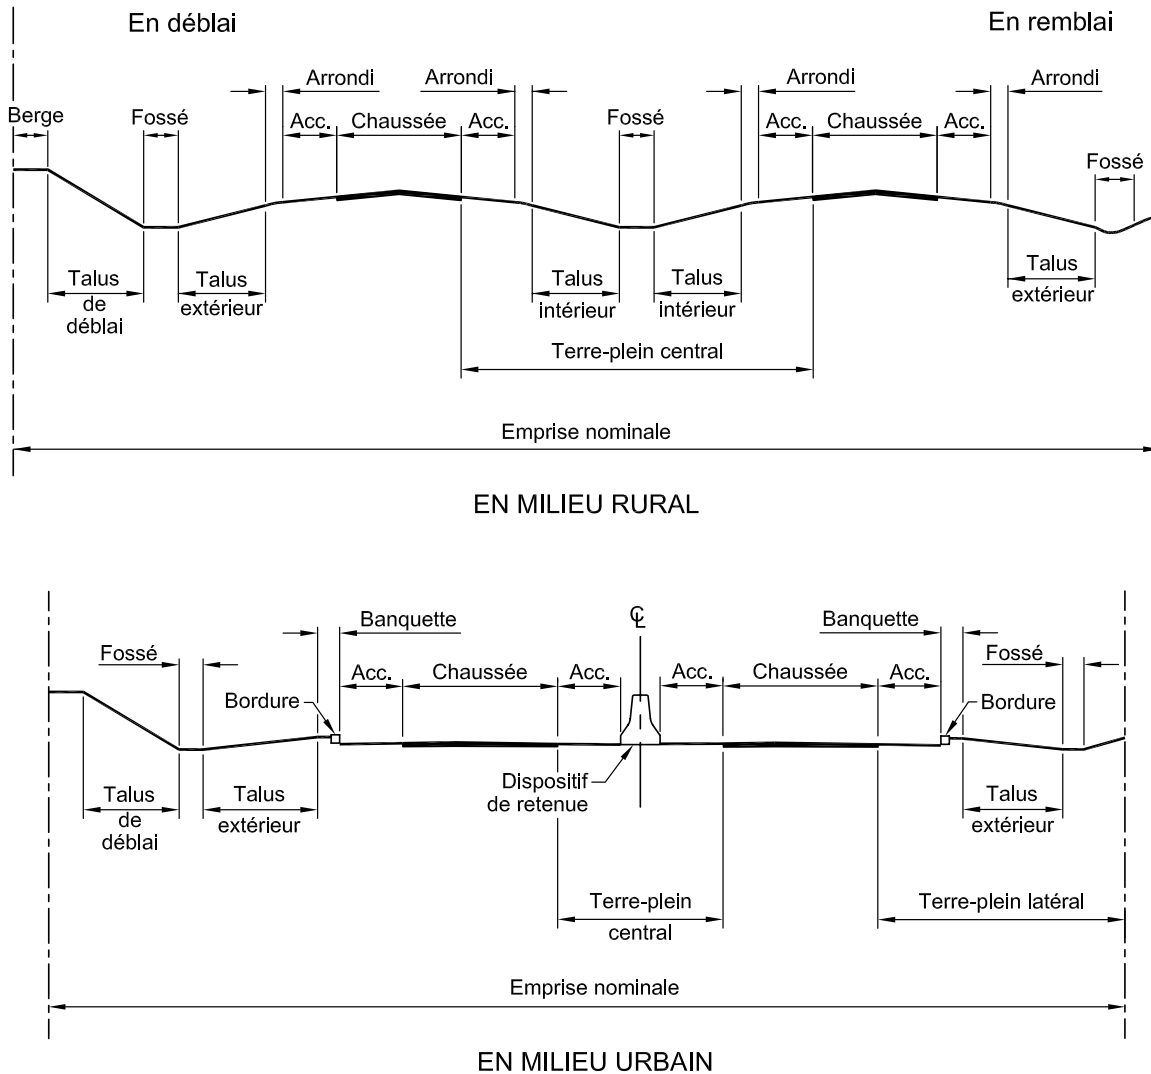 En déblai
En remblai
Arrondi
Arrondi
Arrondi
Arrondi
Berge
Fossé
Acc.
Chaussée
Acc.
Fossé
Acc.
Chaussée
Acc.
Fossé
Talus
de
déblai
Talus
extérieur
Talus
intérieur
Talus
intérieur
Talus
extérieur
Terre-plein central
Emprise nominale
EN MILIEU RURAL
Banquette
Banquette
Fossé
Fossé
Acc.
Chaussée
Acc.
Acc.
Chaussée
Acc.
Bordure
Bordure
Dispositif
de retenue
Talus
de
déblai
Talus
extérieur
Talus
extérieur
Terre-plein
central
Terre-plein latéral
Emprise nominale
EN MILIEU URBAIN